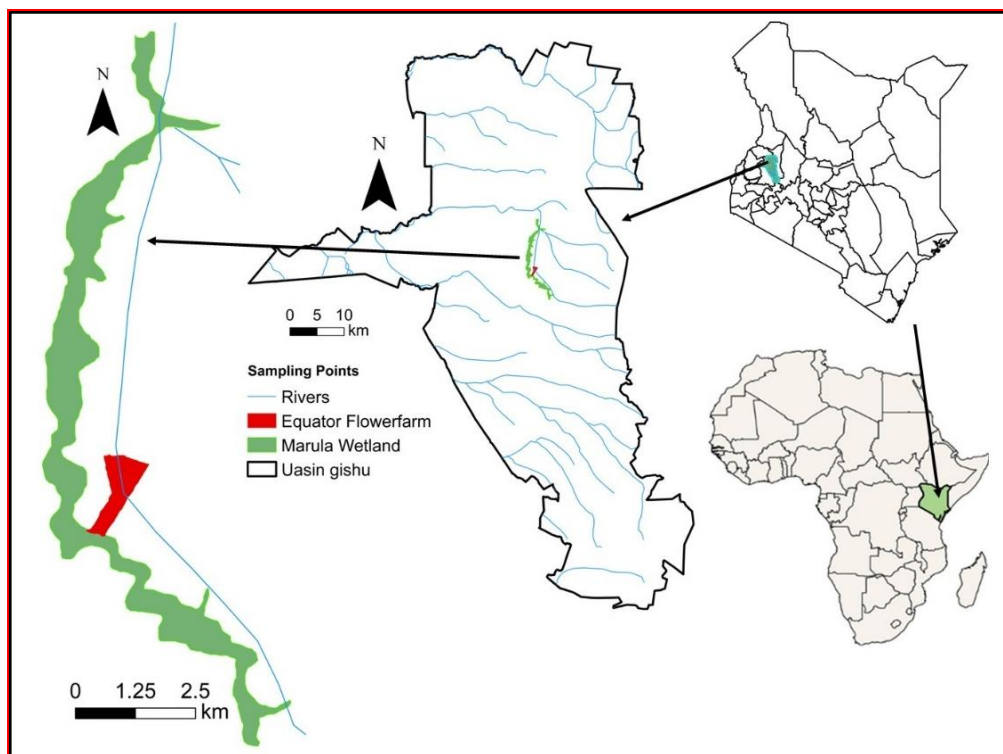 N
N
0 5 10
km
Sampling Points
Rivers
Equator Flowerfarm
Marula Wetland
Uasin gishu
0 1.25 2.5
km